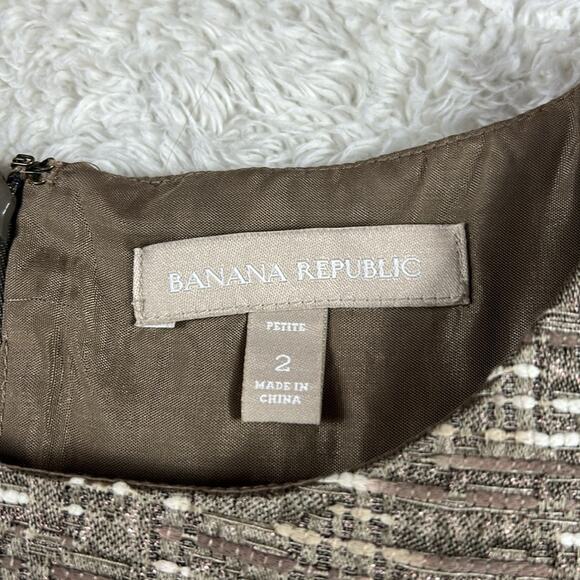 BANANA REPUBLIC
PETITE
2
MADE IN
CHINA